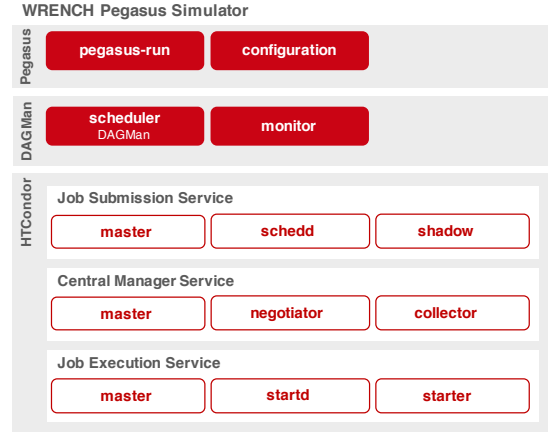 WRENCH Pegasus Simulator
Pegasus
pegasus-run
configuration
DAGMan
scheduler
DAGMan
monitor
HTCondor
Job Submission Service
master
schedd
shadow
Central Manager Service
master
negotiator
collector
Job Execution Service
master
startd
starter